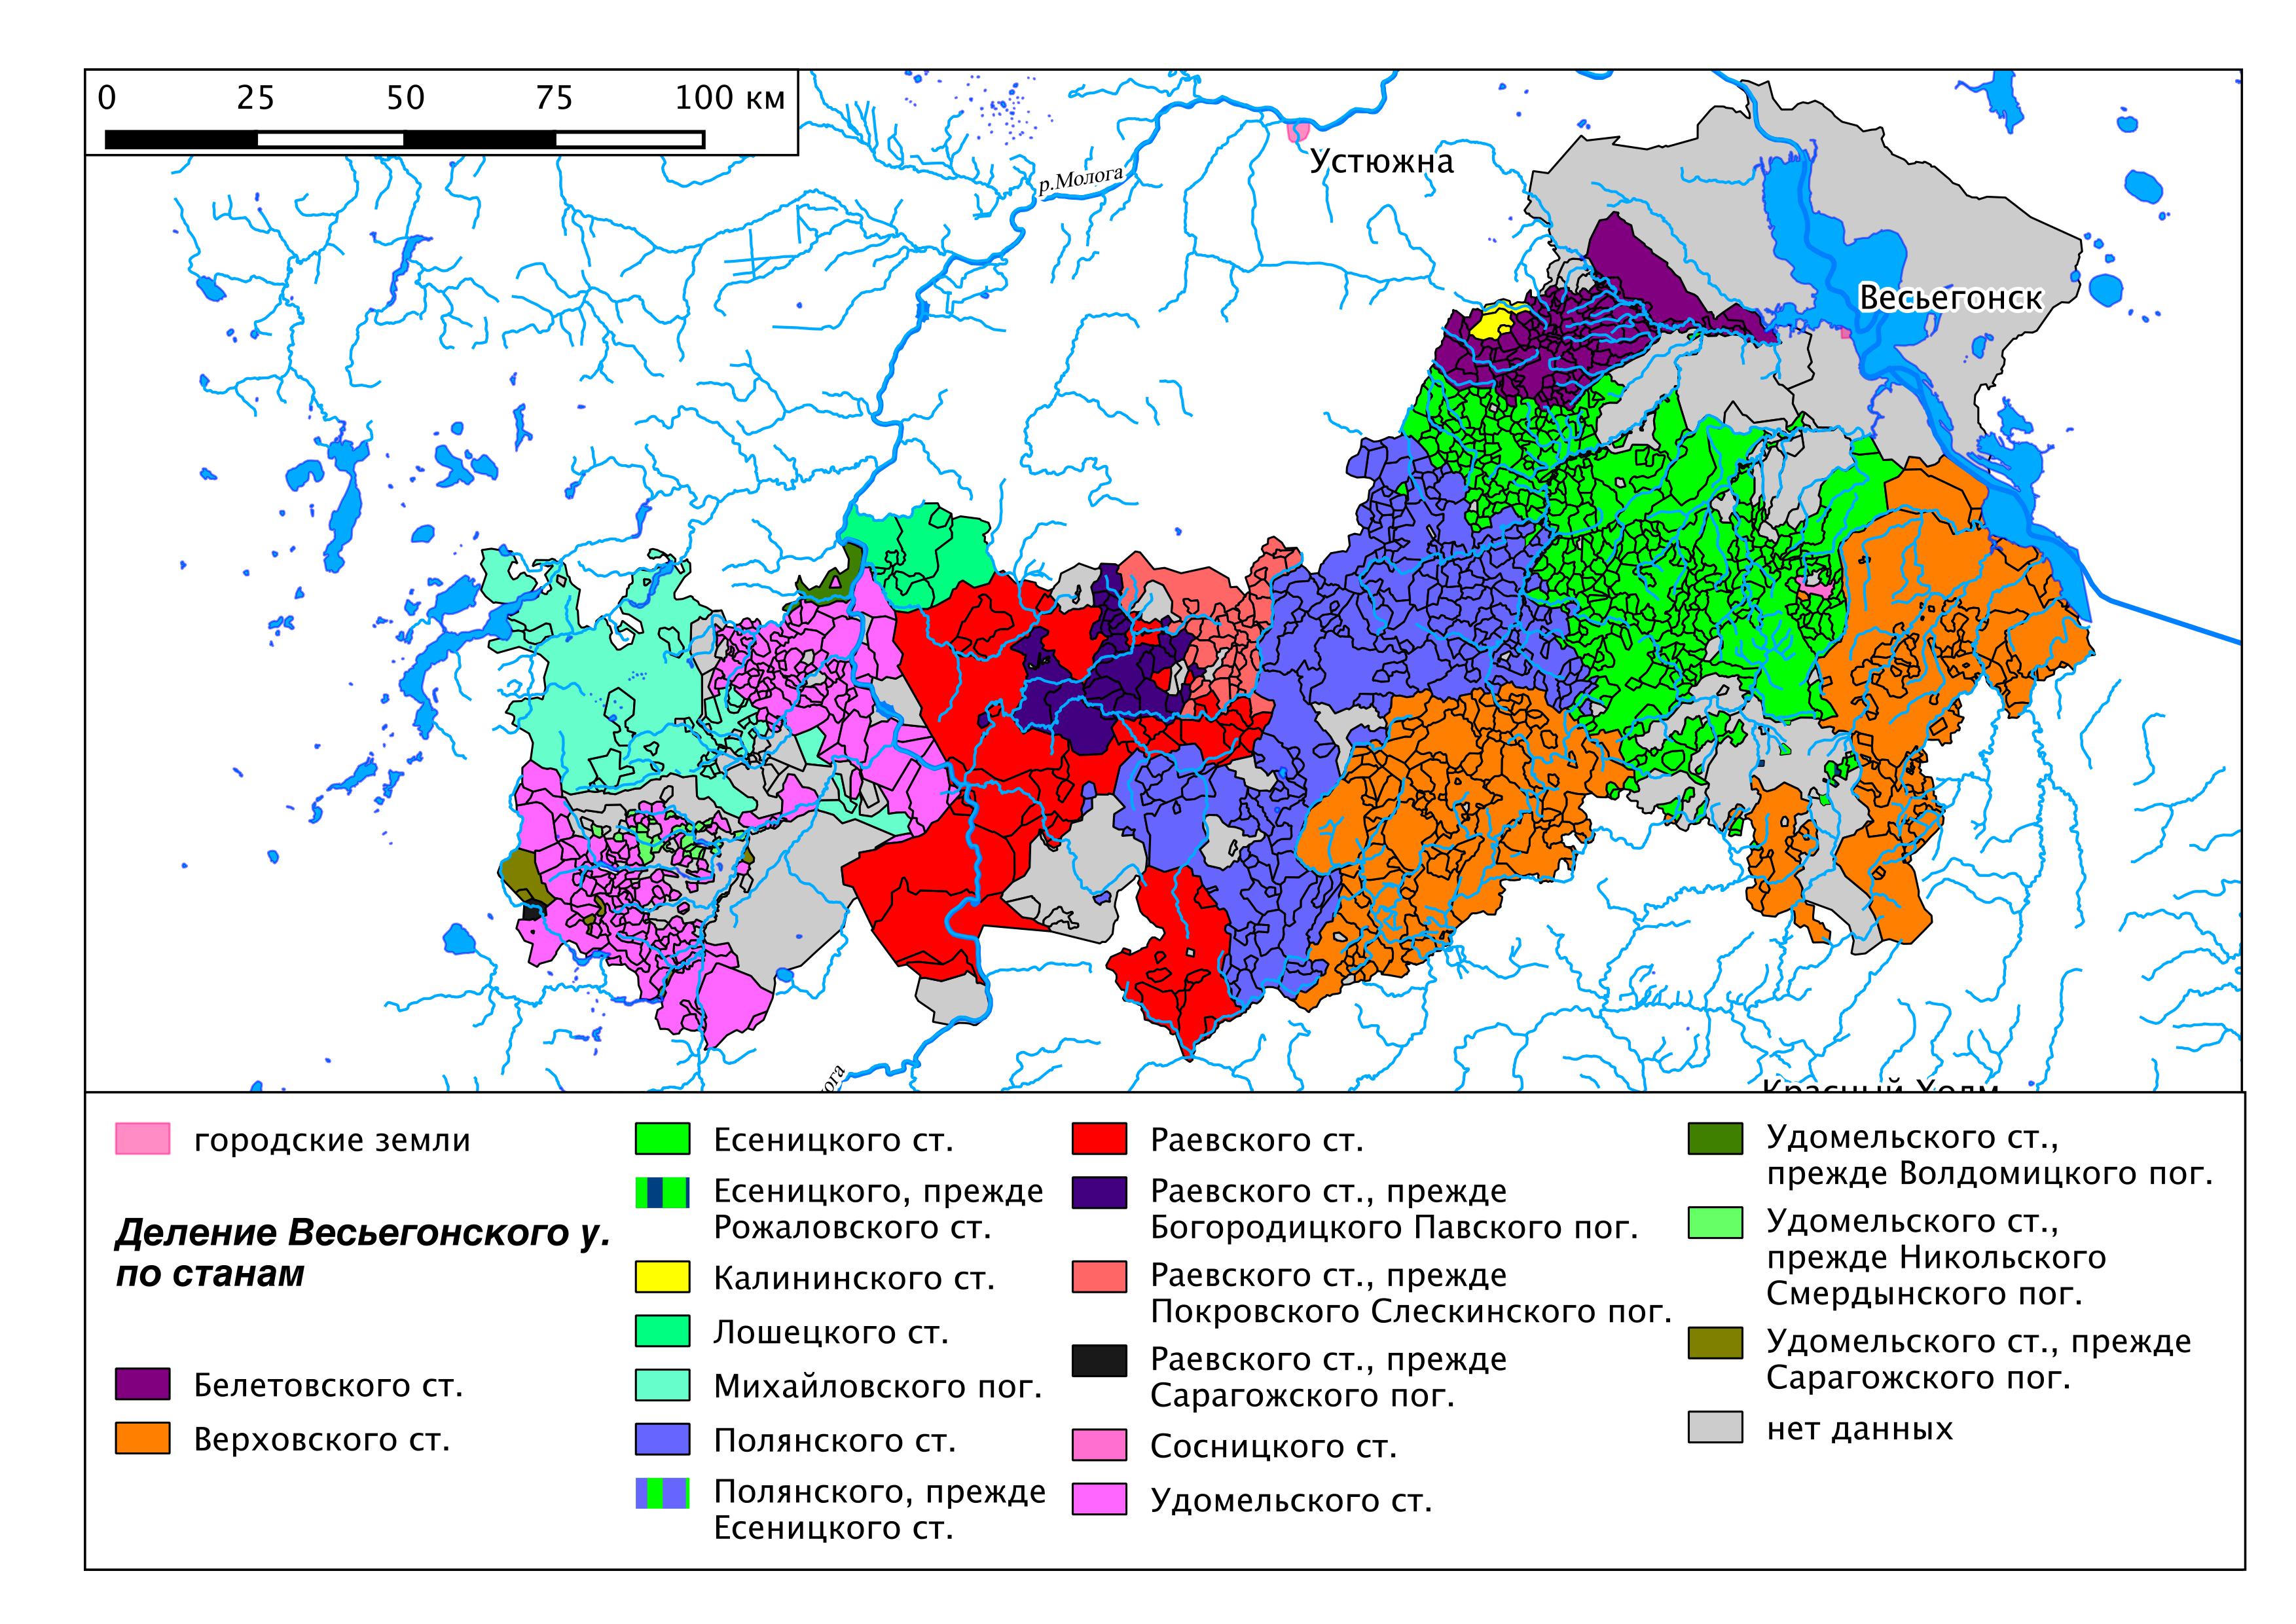 0 25 50 75 100 км
р.Молога
Устюжна
Весьегонск
ога
Красный Холм
городские земли
Деление Весьегонского у.
по станам
Белетовского ст.
Верховского ст.
Есеницкого ст.
Есеницкого, прежде
Рожаловского ст.
Калининского ст.
Лошецкого ст.
Михайловского пог.
Полянского ст.
Полянского, прежде
Есеницкого ст.
Раевского ст.
Раевского ст., прежде
Богородицкого Павского пог.
Раевского ст., прежде
Покровского Слескинского пог.
Раевского ст., прежде
Сарагожского пог.
Сосницкого ст.
Удомельского ст.
Удомельского ст.,
прежде Волдомицкого пог.
Удомельского ст.,
прежде Никольского
Смердынского пог.
Удомельского ст., прежде
Сарагожского пог.
нет данных